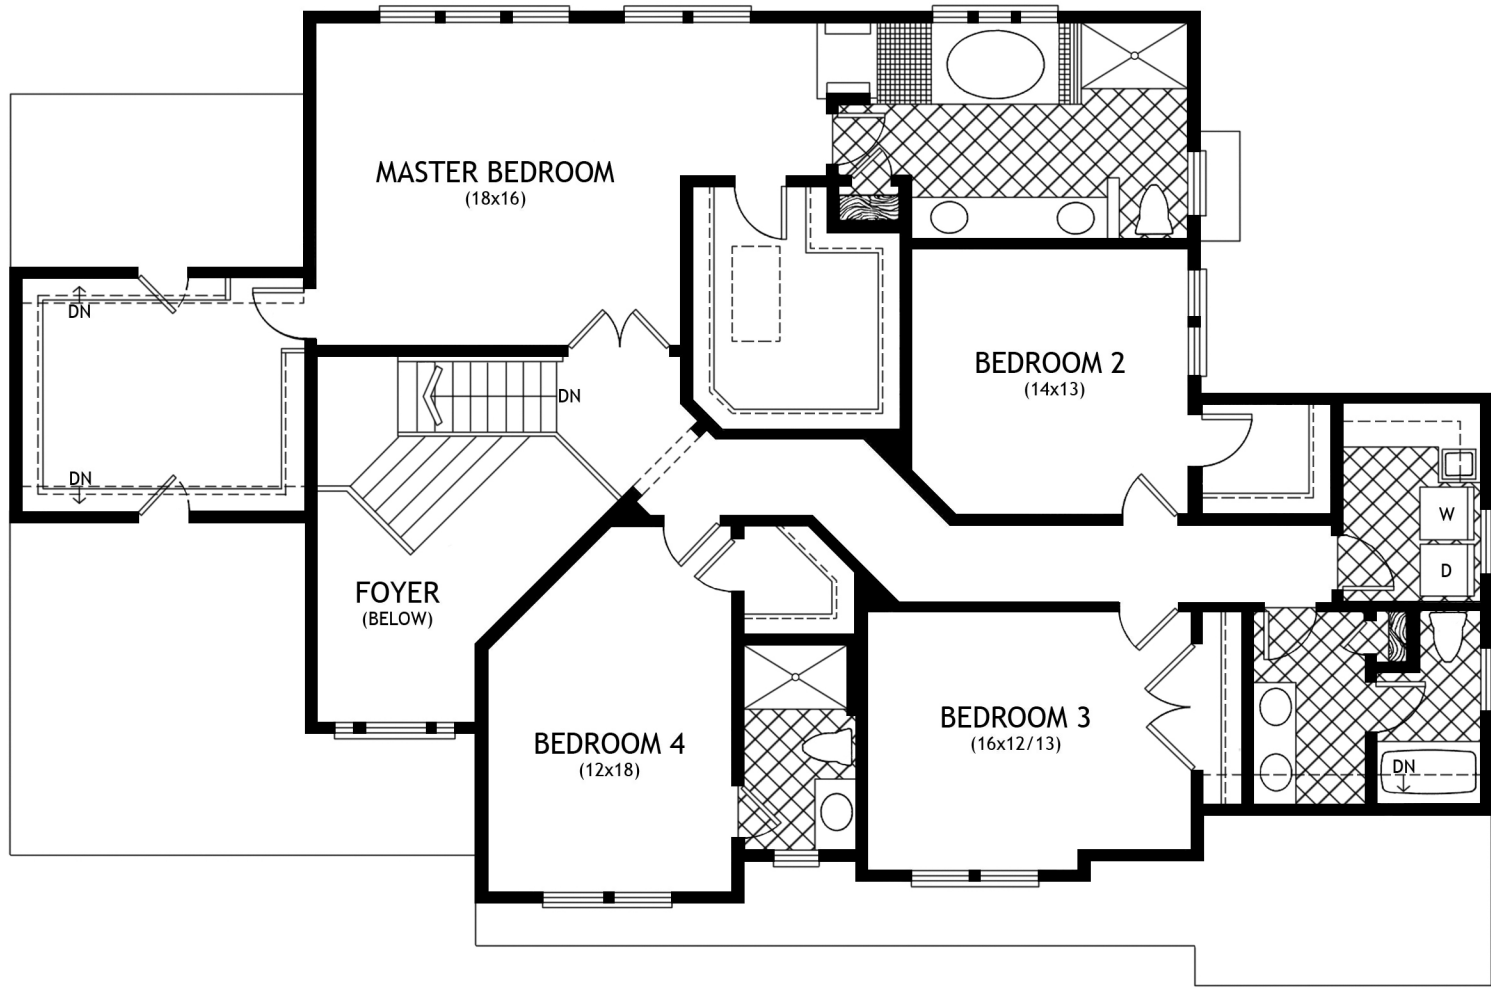 MASTER BEDROOM
(18x16)
DN
BEDROOM 2
(14x13)
DN
DN
W
D
FOYER
(BELOW)
BEDROOM 4
(12x18)
BEDROOM 3
(16x12/13)
DN